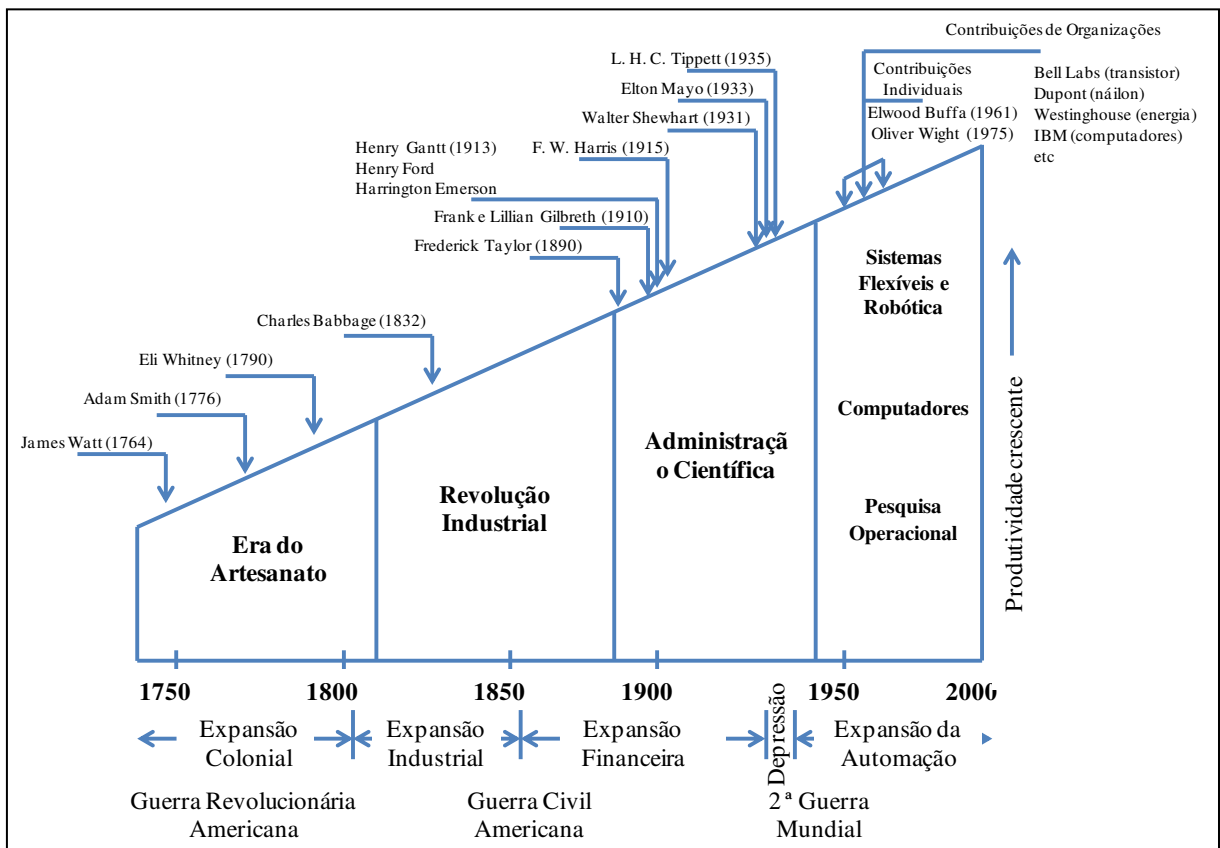 Contribuições de Organizações
L. H. C. Tippett (1935)
Contribuições
Individuais
Bell Labs (transistor)
Elton Mayo (1933)
Dupont (náilon)
Walter Shewhart (1931)
Elwood Buffa (1961)
Westinghouse (energia)
Oliver Wight (1975)
IBM (computadores)
etc
Henry Gantt (1913)
Henry Ford
Harrington Emerson
F. W. Harris (1915)
Frank e Lillian Gilbreth (1910)
Frederick Taylor (1890)
Charles Babbage (1832)
Eli Whitney (1790)
Adam Smith (1776)
James Watt (1764)
Era do
Artesanato
Revolução
Industrial
Administraçã
o Científica
Sistemas
Flexíveis e
Robótica
Computadores
Pesquisa
Operacional
Produtividade crescente
1750
1800
1850
1900
1950
2000
Expansão
Colonial
Expansão
Industrial
Expansão
Financeira
Depressão
Expansão da
Automação
Guerra Revolucionária
Americana
Guerra Civil
Americana
2ª Guerra
Mundial